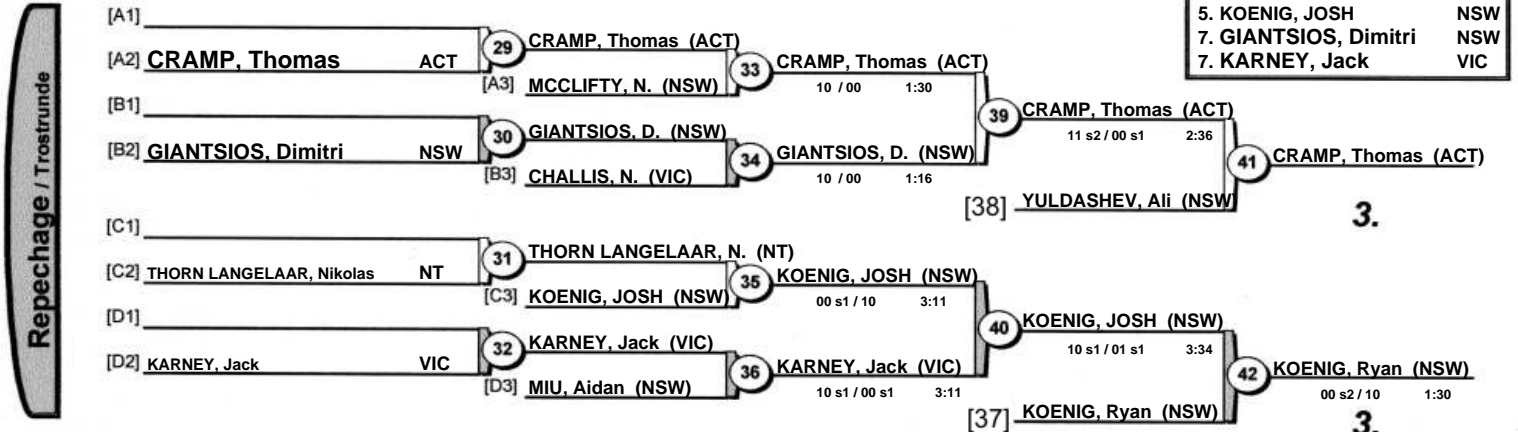 Repechage / Trostrunde
5. KOENIG, JOSH NSW
7. GIANTSIOS, Dimitri NSW
7. KARNEY, Jack VIC
[A1]
[A2] CRAMP, Thomas ACT
29 CRAMP, Thomas (ACT)
[A3] MCCLIFTY, N. (NSW)
33 CRAMP, Thomas (ACT)
10 / 00 1:30
[B1]
[B2] GIANTSIOS, Dimitri NSW
30 GIANTSIOS, D. (NSW)
[B3] CHALLIS, N. (VIC)
34 GIANTSIOS, D. (NSW)
10 / 00 1:16
39 CRAMP, Thomas (ACT)
11 s2 / 00 s1 2:36
[38] YULDASHEV, Ali (NSW)
41 CRAMP, Thomas (ACT)
3.
[C1]
[C2] THORN LANGELAAR, Nikolas NT
31 THORN LANGELAAR, N. (NT)
[C3] KOENIG, JOSH (NSW)
35 KOENIG, JOSH (NSW)
00 s1 / 10 3:11
[D1]
[D2] KARNEY, Jack VIC
32 KARNEY, Jack (VIC)
[D3] MIU, Aidan (NSW)
36 KARNEY, Jack (VIC)
10 s1 / 00 s1 3:11
40 KOENIG, JOSH (NSW)
10 s1 / 01 s1 3:34
[37] KOENIG, Ryan (NSW)
42 KOENIG, Ryan (NSW)
00 s2 / 10 1:30
3.